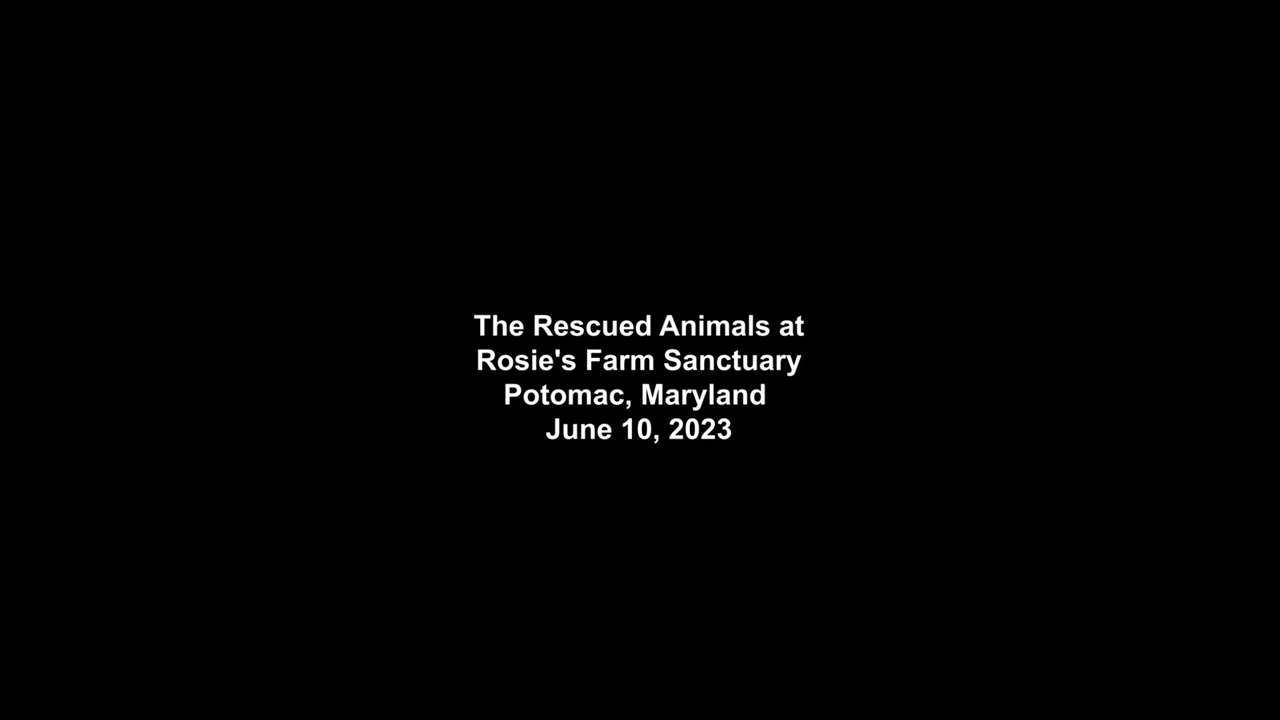 The Rescued Animals at
Rosie's Farm Sanctuary
Potomac, Maryland
June 10, 2023